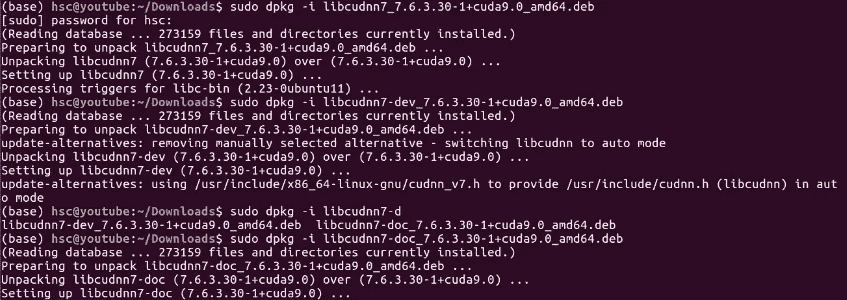 (base) hsc@youtube:~/Downloads$ sudo dpkg -i libcudnn7_7.6.3.30-1+cuda9.0_amd64.deb
[sudo] password for hsc:
(Reading database ... 273159 files and directories currently installed.)
Preparing to unpack libcudnn7_7.6.3.30-1+cuda9.0_amd64.deb ...
Unpacking libcudnn7 (7.6.3.30-1+cuda9.0) over (7.6.3.30-1+cuda9.0) ...
Setting up libcudnn7 (7.6.3.30-1+cuda9.0) ...
Processing triggers for libc-bin (2.23-0ubuntu11) ...
(base) hsc@youtube:~/Downloads$ sudo dpkg -i libcudnn7-dev_7.6.3.30-1+cuda9.0_amd64.deb
(Reading database ... 273159 files and directories currently installed.)
Preparing to unpack libcudnn7-dev_7.6.3.30-1+cuda9.0_amd64.deb ...
update-alternatives: removing manually selected alternative - switching libcudnn to auto mode
Unpacking libcudnn7-dev (7.6.3.30-1+cuda9.0) over (7.6.3.30-1+cuda9.0) ...
Setting up libcudnn7-dev (7.6.3.30-1+cuda9.0) ...
update-alternatives: using /usr/include/x86_64-linux-gnu/cudnn_v7.h to provide /usr/include/cudnn.h (libcudnn) in aut
o mode
(base) hsc@youtube:~/Downloads$ sudo dpkg -i libcudnn7-d
libcudnn7-dev_7.6.3.30-1+cuda9.0_amd64.deb  libcudnn7-doc_7.6.3.30-1+cuda9.0_amd64.deb
(base) hsc@youtube:~/Downloads$ sudo dpkg -i libcudnn7-doc_7.6.3.30-1+cuda9.0_amd64.deb
(Reading database ... 273159 files and directories currently installed.)
Preparing to unpack libcudnn7-doc_7.6.3.30-1+cuda9.0_amd64.deb ...
Unpacking libcudnn7-doc (7.6.3.30-1+cuda9.0) over (7.6.3.30-1+cuda9.0) ...
Setting up libcudnn7-doc (7.6.3.30-1+cuda9.0) ...